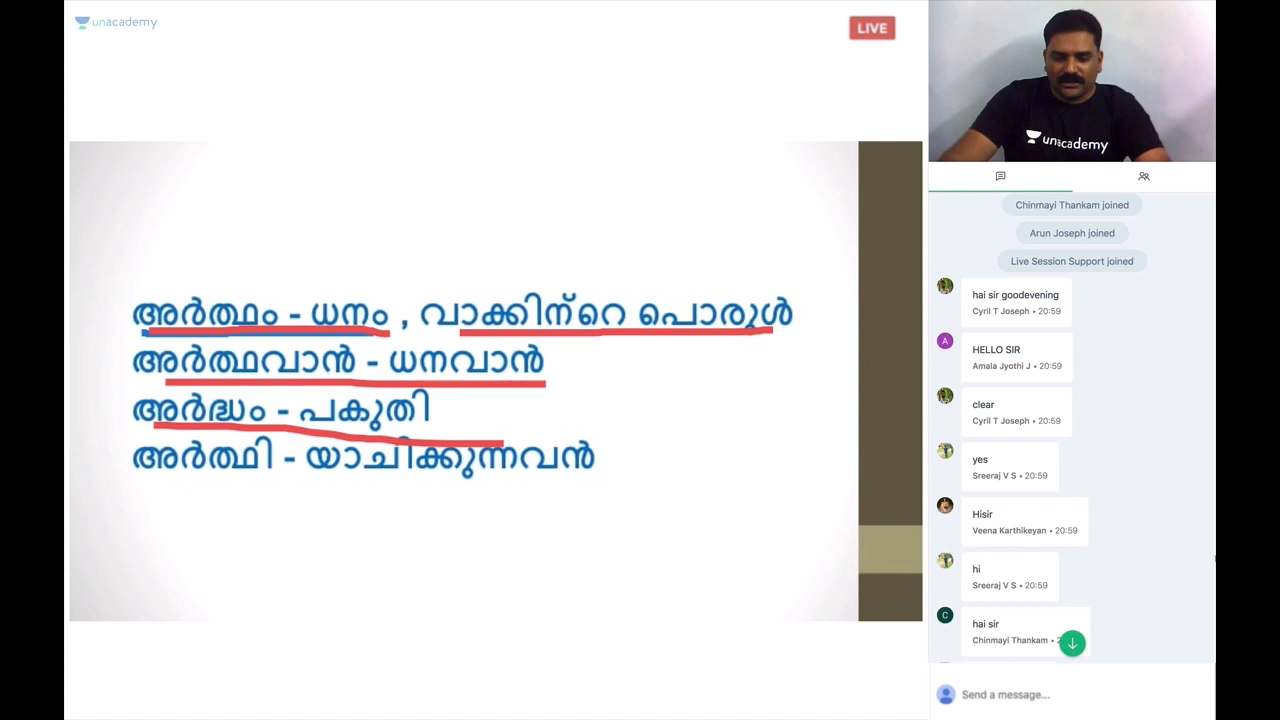 unacademy
LIVE
അർത്ഥം - ധനം , വാക്കിന്റെ പൊരുൾ
അർത്ഥവാൻ - ധനവാൻ
അർദ്ധം - പകുതി
അർത്ഥി - യാചിക്കുന്നവൻ
unacademy
Chinmayi Thankam joined
Arun Joseph joined
Live Session Support joined
hai sir goodevening
Cyril T Joseph • 20:59
A
HELLO SIR
Amala Jyothi J • 20:59
clear
Cyril T Joseph • 20:59
yes
Sreeraj V S • 20:59
Hisir
Veena Karthikeyan • 20:59
hi
Sreeraj V S • 20:59
C
hai sir
Chinmayi Thankam •
Send a message...